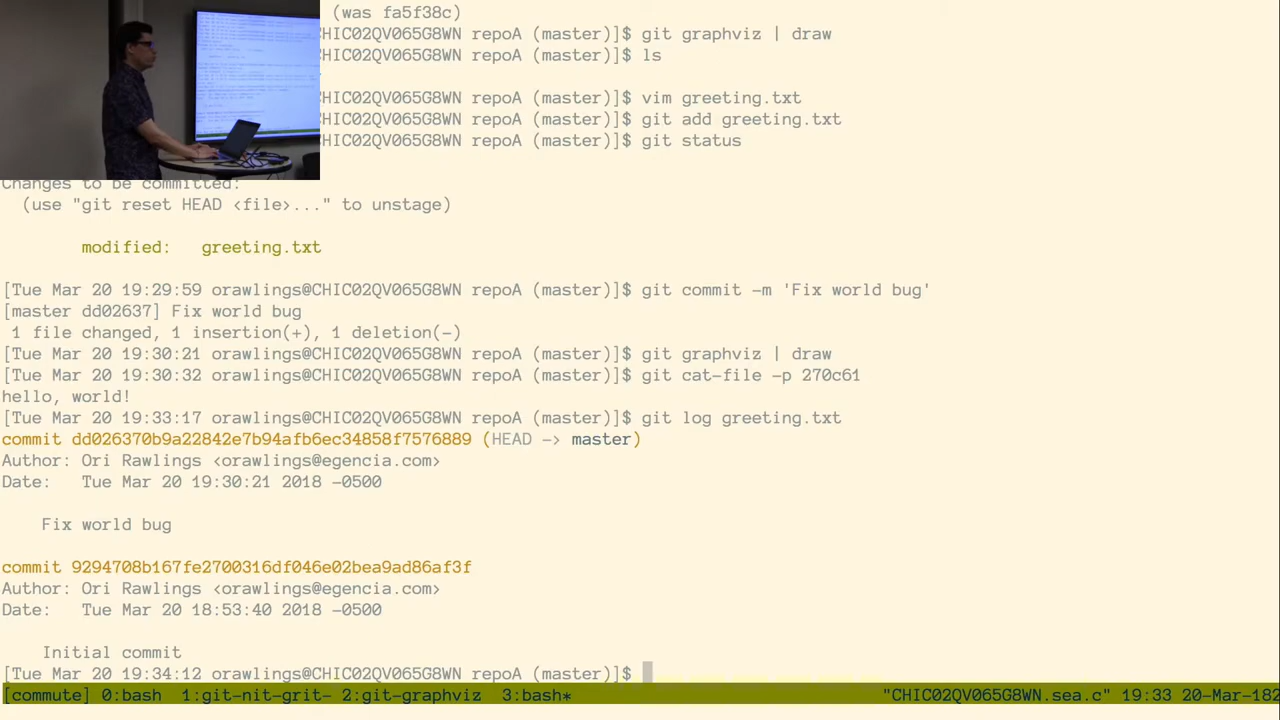 (was fa5f38c)
CHIC02QV065G8WN repoA (master)]$ git graphviz | draw
CHIC02QV065G8WN repoA (master)]$ ls
CHIC02QV065G8WN repoA (master)]$ vim greeting.txt
CHIC02QV065G8WN repoA (master)]$ git add greeting.txt
CHIC02QV065G8WN repoA (master)]$ git status
Changes to be committed:
(use "git reset HEAD <file>..." to unstage)
modified: greeting.txt
[Tue Mar 20 19:29:59 orawlings@CHIC02QV065G8WN repoA (master)]$ git commit -m 'Fix world bug'
[master dd02637] Fix world bug
1 file changed, 1 insertion(+), 1 deletion(-)
[Tue Mar 20 19:30:21 orawlings@CHIC02QV065G8WN repoA (master)]$ git graphviz | draw
[Tue Mar 20 19:30:32 orawlings@CHIC02QV065G8WN repoA (master)]$ git cat-file -p 270c61
hello, world!
[Tue Mar 20 19:33:17 orawlings@CHIC02QV065G8WN repoA (master)]$ git log greeting.txt
commit dd026370b9a22842e7b94afb6ec34858f7576889 (HEAD -> master)
Author: Ori Rawlings <orawlings@egencia.com>
Date: Tue Mar 20 19:30:21 2018 -0500
Fix world bug
commit 9294708b167fe2700316df046e02bea9ad86af3f
Author: Ori Rawlings <orawlings@egencia.com>
Date: Tue Mar 20 18:53:40 2018 -0500
Initial commit
[Tue Mar 20 19:34:12 orawlings@CHIC02QV065G8WN repoA (master)]$
[commute] 0:bash 1:git-nit-grit- 2:git-graphviz 3:bash* "CHIC02QV065G8WN.sea.c" 19:33 20-Mar-182